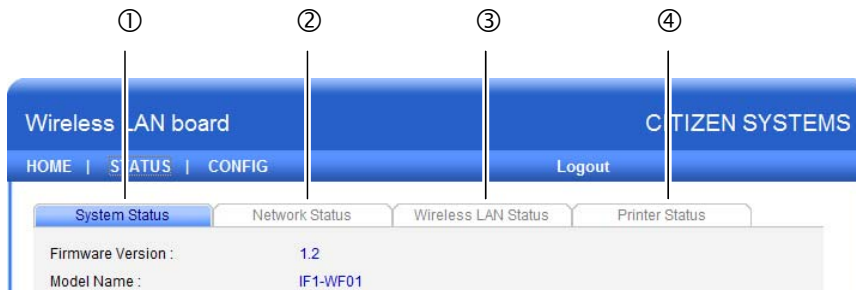 ① ② ③ ④
Wireless LAN board CITIZEN SYSTEMS
HOME | STATUS | CONFIG Logout
System Status Network Status Wireless LAN Status Printer Status
Firmware Version : 1.2
Model Name : IF1-WF01